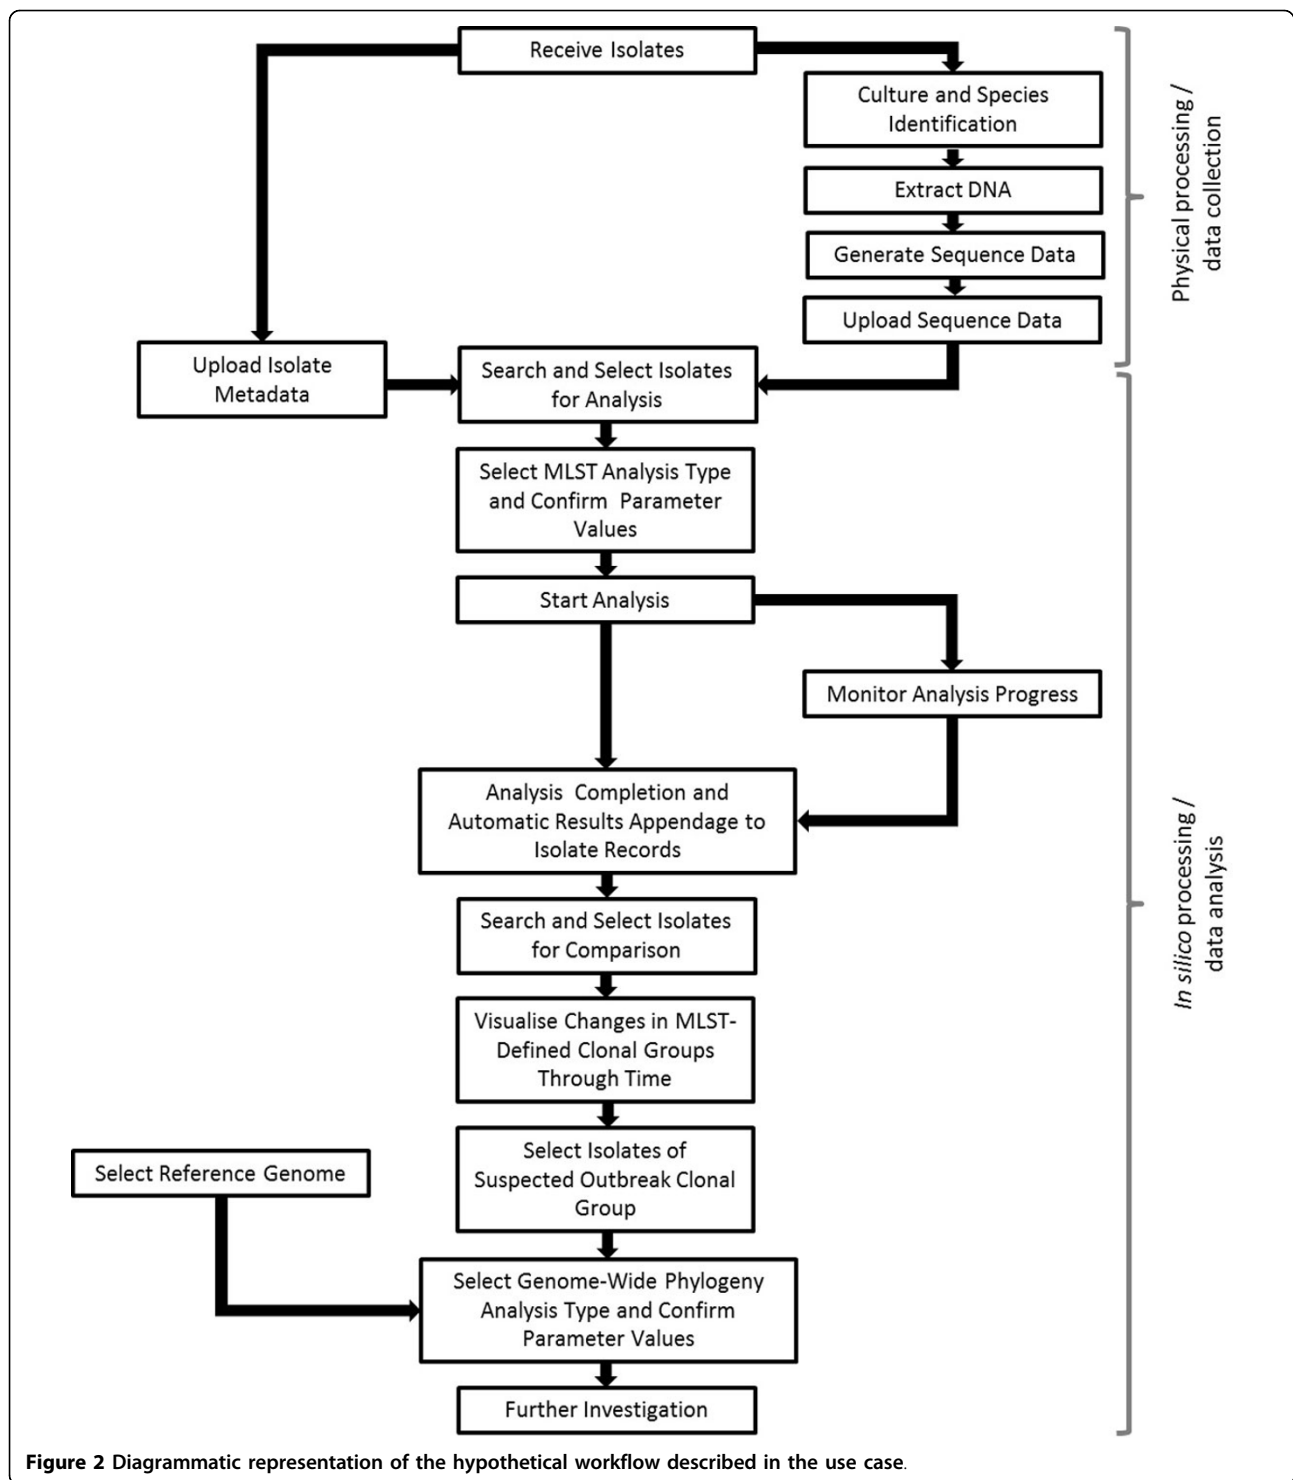 Receive Isolates
Culture and Species
Identification
Extract DNA
Generate Sequence Data
Upload Sequence Data
Physical processing /
data collection
Upload Isolate
Metadata
Search and Select Isolates
for Analysis
Select MLST Analysis Type
and Confirm Parameter
Values
Start Analysis
Monitor Analysis Progress
Analysis Completion and
Automatic Results Appendage to
Isolate Records
Search and Select Isolates
for Comparison
In silico processing /
data analysis
Visualise Changes in MLST-
Defined Clonal Groups
Through Time
Select Isolates of
Suspected Outbreak Clonal
Group
Select Reference Genome
Select Genome-Wide Phylogeny
Analysis Type and Confirm
Parameter Values
Further Investigation
Figure 2 Diagrammatic representation of the hypothetical workflow described in the use case.